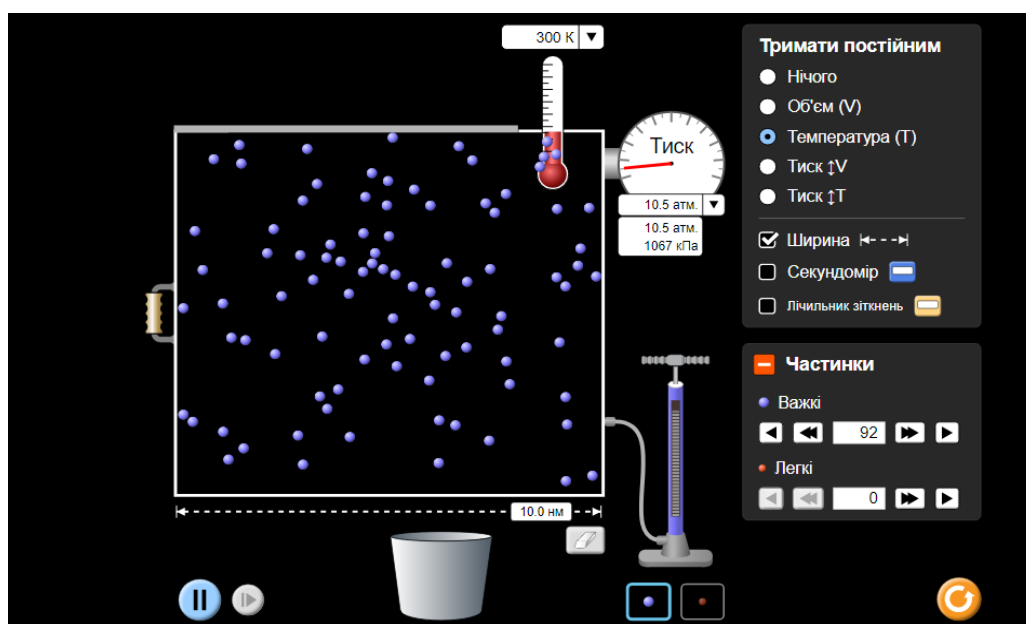 300 K
Тиск
10.5 атм.
10.5 атм.
1067 кПа
10.0 нм
Тримати постійним
Нічого
Об'єм (V)
Температура (T)
Тиск ↕V
Тиск ↕T
Ширина
Секундомір
Лічильник зіткнень
Частинки
Важкі
92
Легкі
0